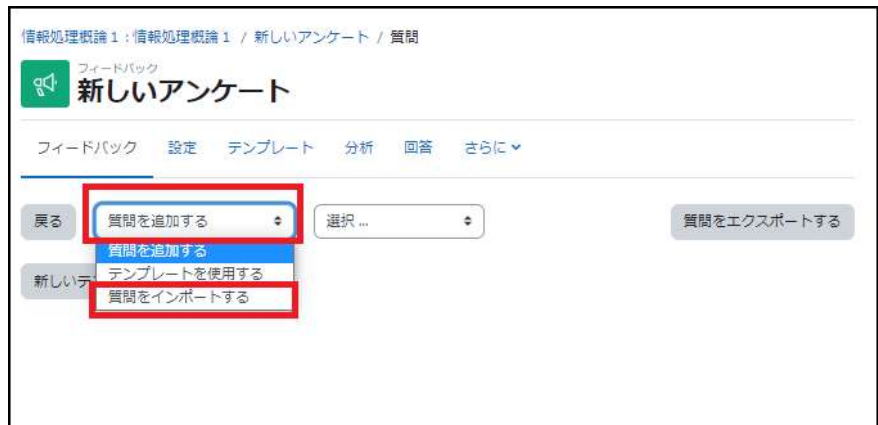 情報処理概論１:情報処理概論１ / 新しいアンケート / 質問
フィードバック
新しいアンケート
フィードバック 設定 テンプレート 分析 回答 さらに
戻る 質問を追加する 選択 ... 質問をエクスポートする
質問を追加する
新しいテ テンプレートを使用する
質問をインポートする